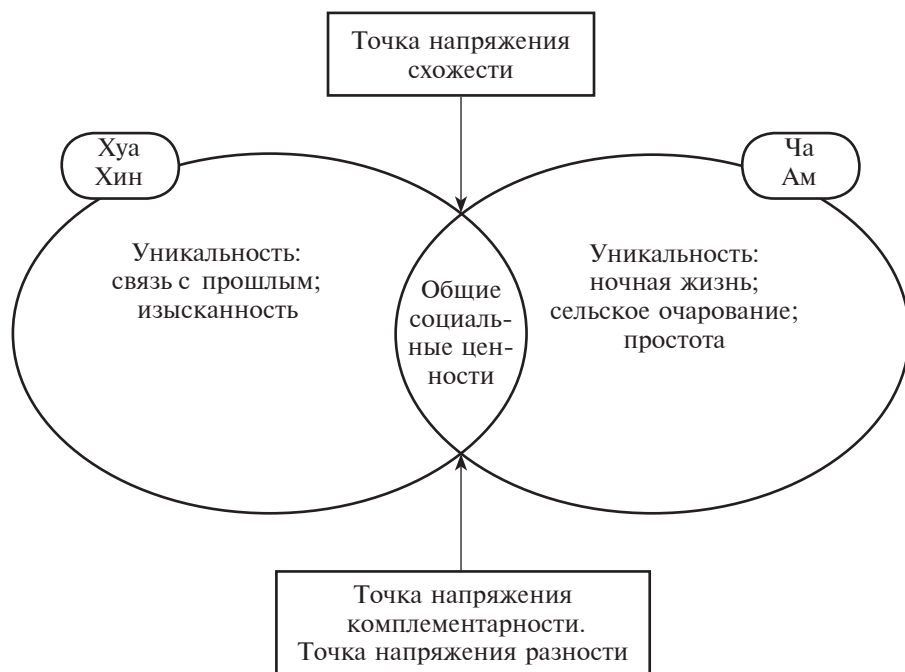 Точка напряжения
схожести
Хуа
Хин
Ча
Ам
Уникальность:
связь с прошлым;
изысканность
Общие
социаль-
ные цен-
ности
Уникальность:
ночная жизнь;
сельское очарование;
простота
Точка напряжения
комплементарности.
Точка напряжения разности